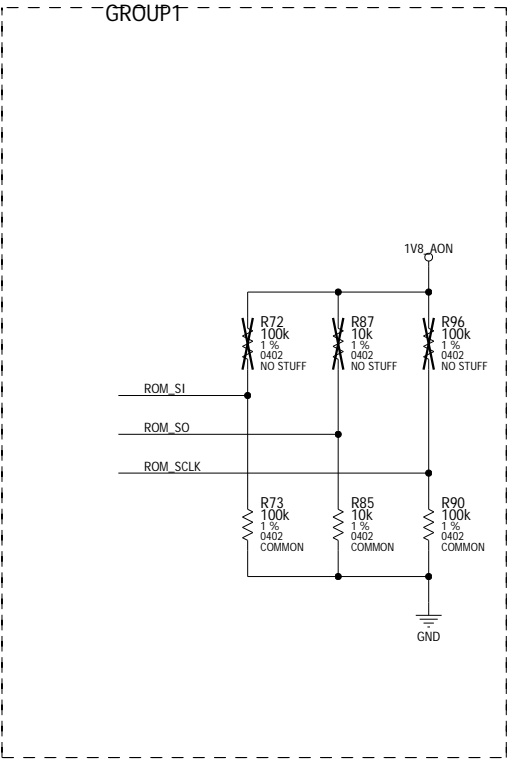 GROUP1
1V8_AON
R72
100k
1 %
0402
NO STUFF
R87
10k
1 %
0402
NO STUFF
R96
100k
1 %
0402
NO STUFF
ROM_SI
ROM_SO
ROM_SCLK
R73
100k
1 %
0402
COMMON
R85
10k
1 %
0402
COMMON
R90
100k
1 %
0402
COMMON
GND